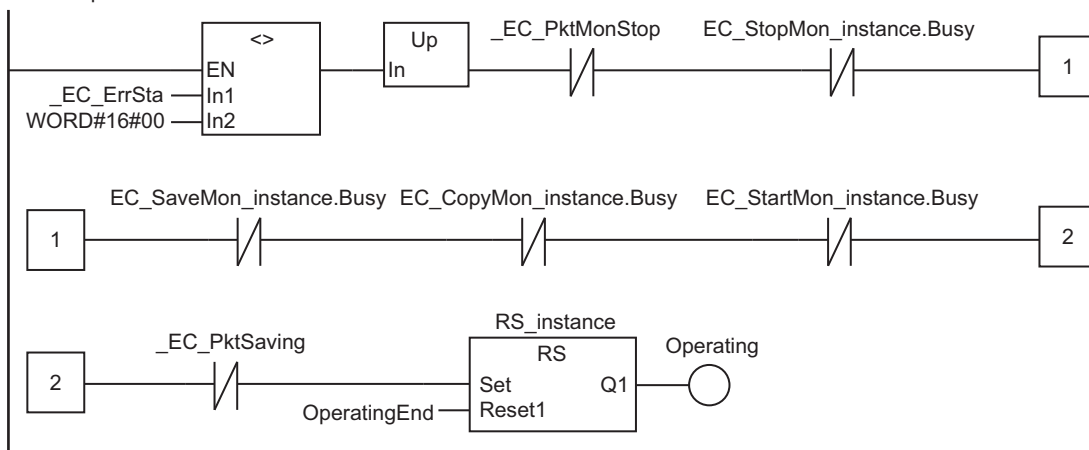 <> Up _EC_PktMonStop EC_StopMon_instance.Busy
EN In 1
_EC_ErrSta In1
WORD#16#00 In2
EC_SaveMon_instance.Busy EC_CopyMon_instance.Busy EC_StartMon_instance.Busy
1 2
RS_instance
_EC_PktSaving RS Operating
2 Set Q1
OperatingEnd Reset1